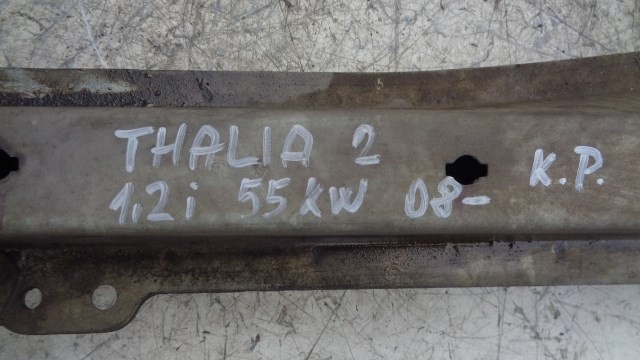 THALIA 2
1,2i 55KW 08- K.P.